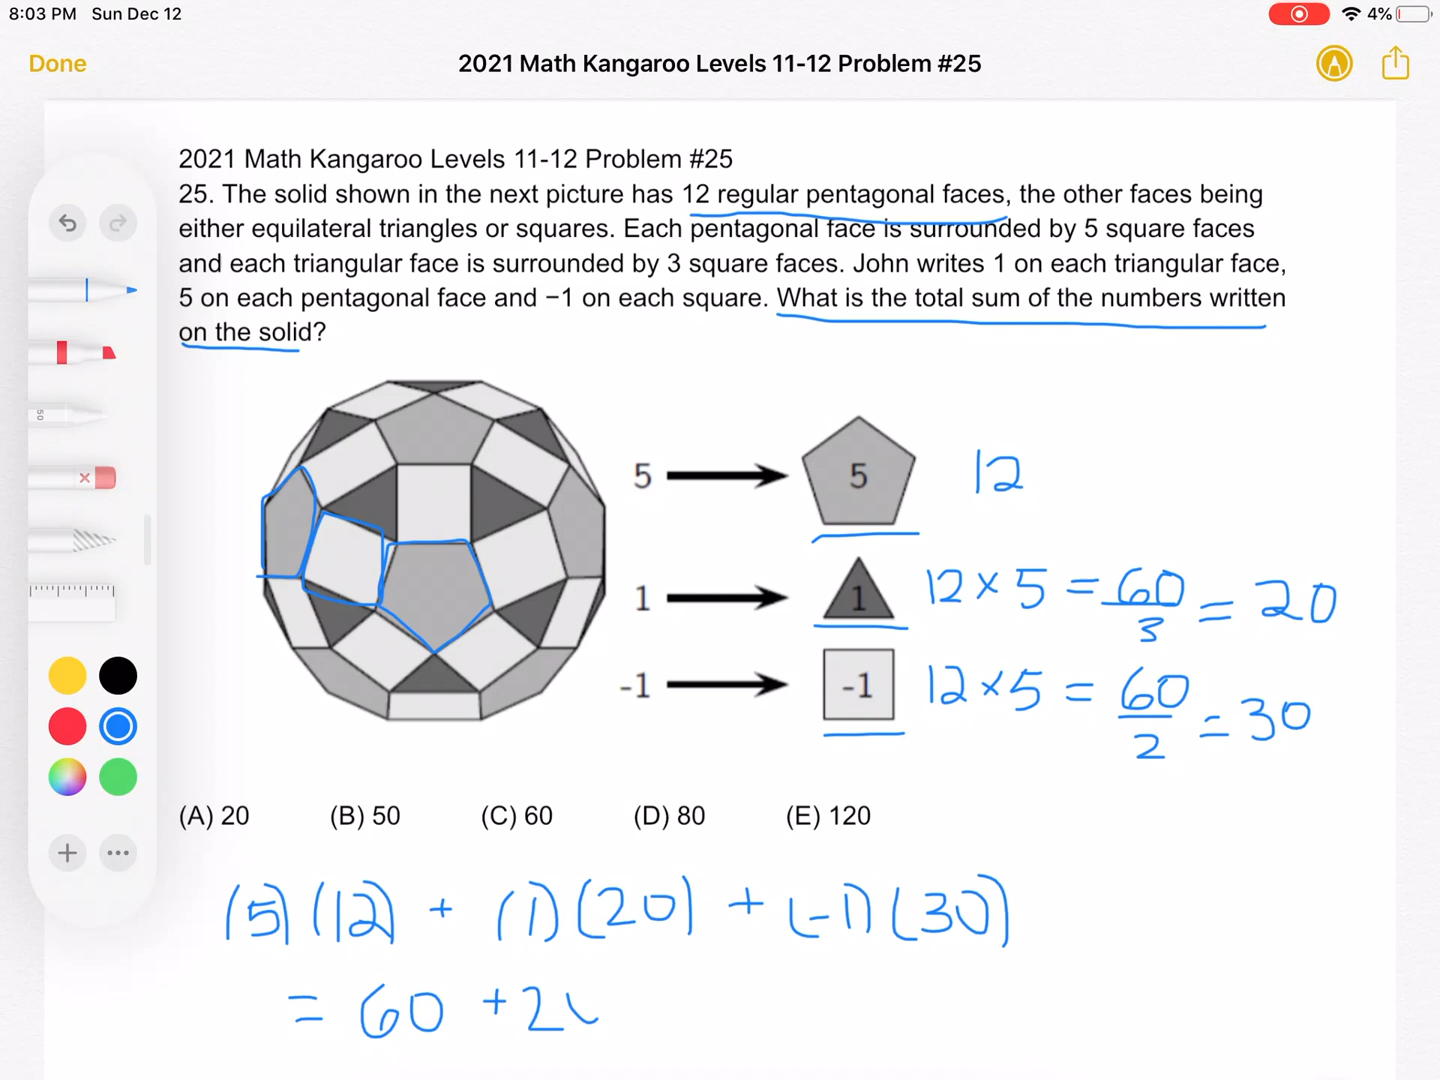 8:03 PM Sun Dec 12 4%
Done 2021 Math Kangaroo Levels 11-12 Problem #25
2021 Math Kangaroo Levels 11-12 Problem #25
25. The solid shown in the next picture has 12 regular pentagonal faces, the other faces being
either equilateral triangles or squares. Each pentagonal face is surrounded by 5 square faces
and each triangular face is surrounded by 3 square faces. John writes 1 on each triangular face,
5 on each pentagonal face and −1 on each square. What is the total sum of the numbers written
on the solid?
50
5 5 12
1 1 12 × 5 = 60/3 = 20
-1 -1 12 × 5 = 60/2 = 30
(A) 20 (B) 50 (C) 60 (D) 80 (E) 120
(5)(12) + (1)(20) + (-1)(30)
= 60 + 2